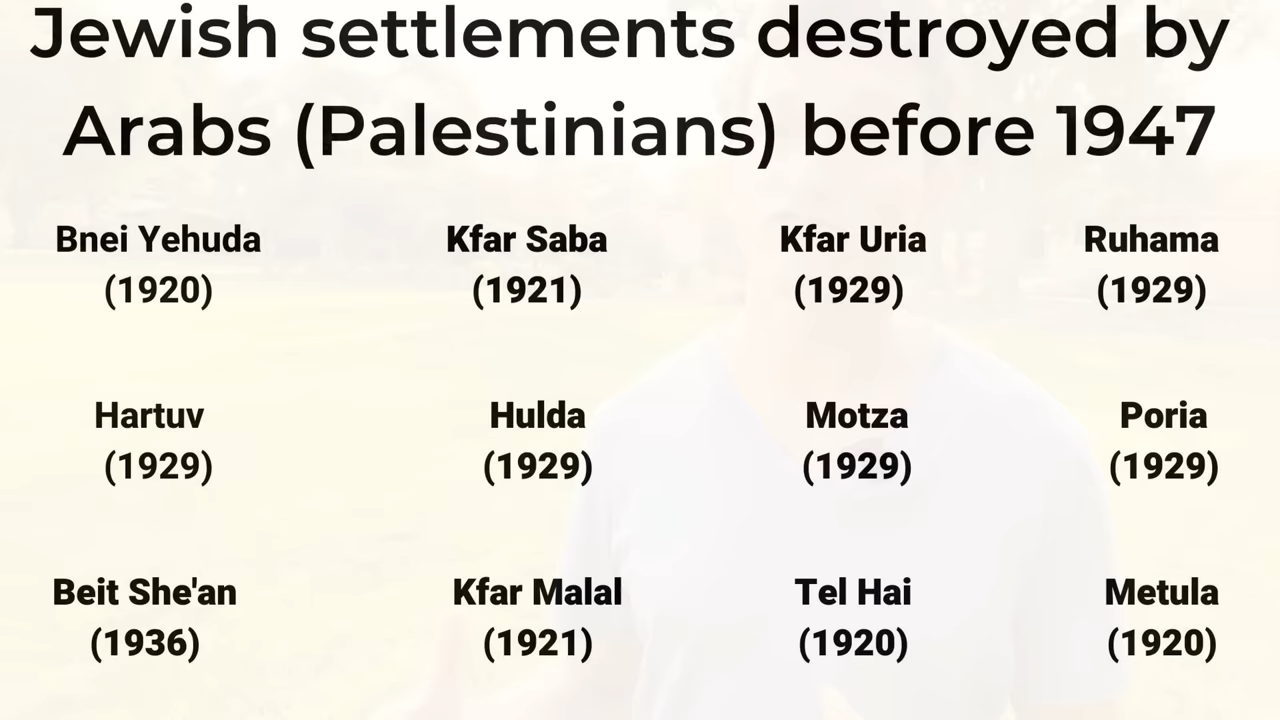 Jewish settlements destroyed by
Arabs (Palestinians) before 1947
Bnei Yehuda
(1920)
Kfar Saba
(1921)
Kfar Uria
(1929)
Ruhama
(1929)
Hartuv
(1929)
Hulda
(1929)
Motza
(1929)
Poria
(1929)
Beit She'an
(1936)
Kfar Malal
(1921)
Tel Hai
(1920)
Metula
(1920)